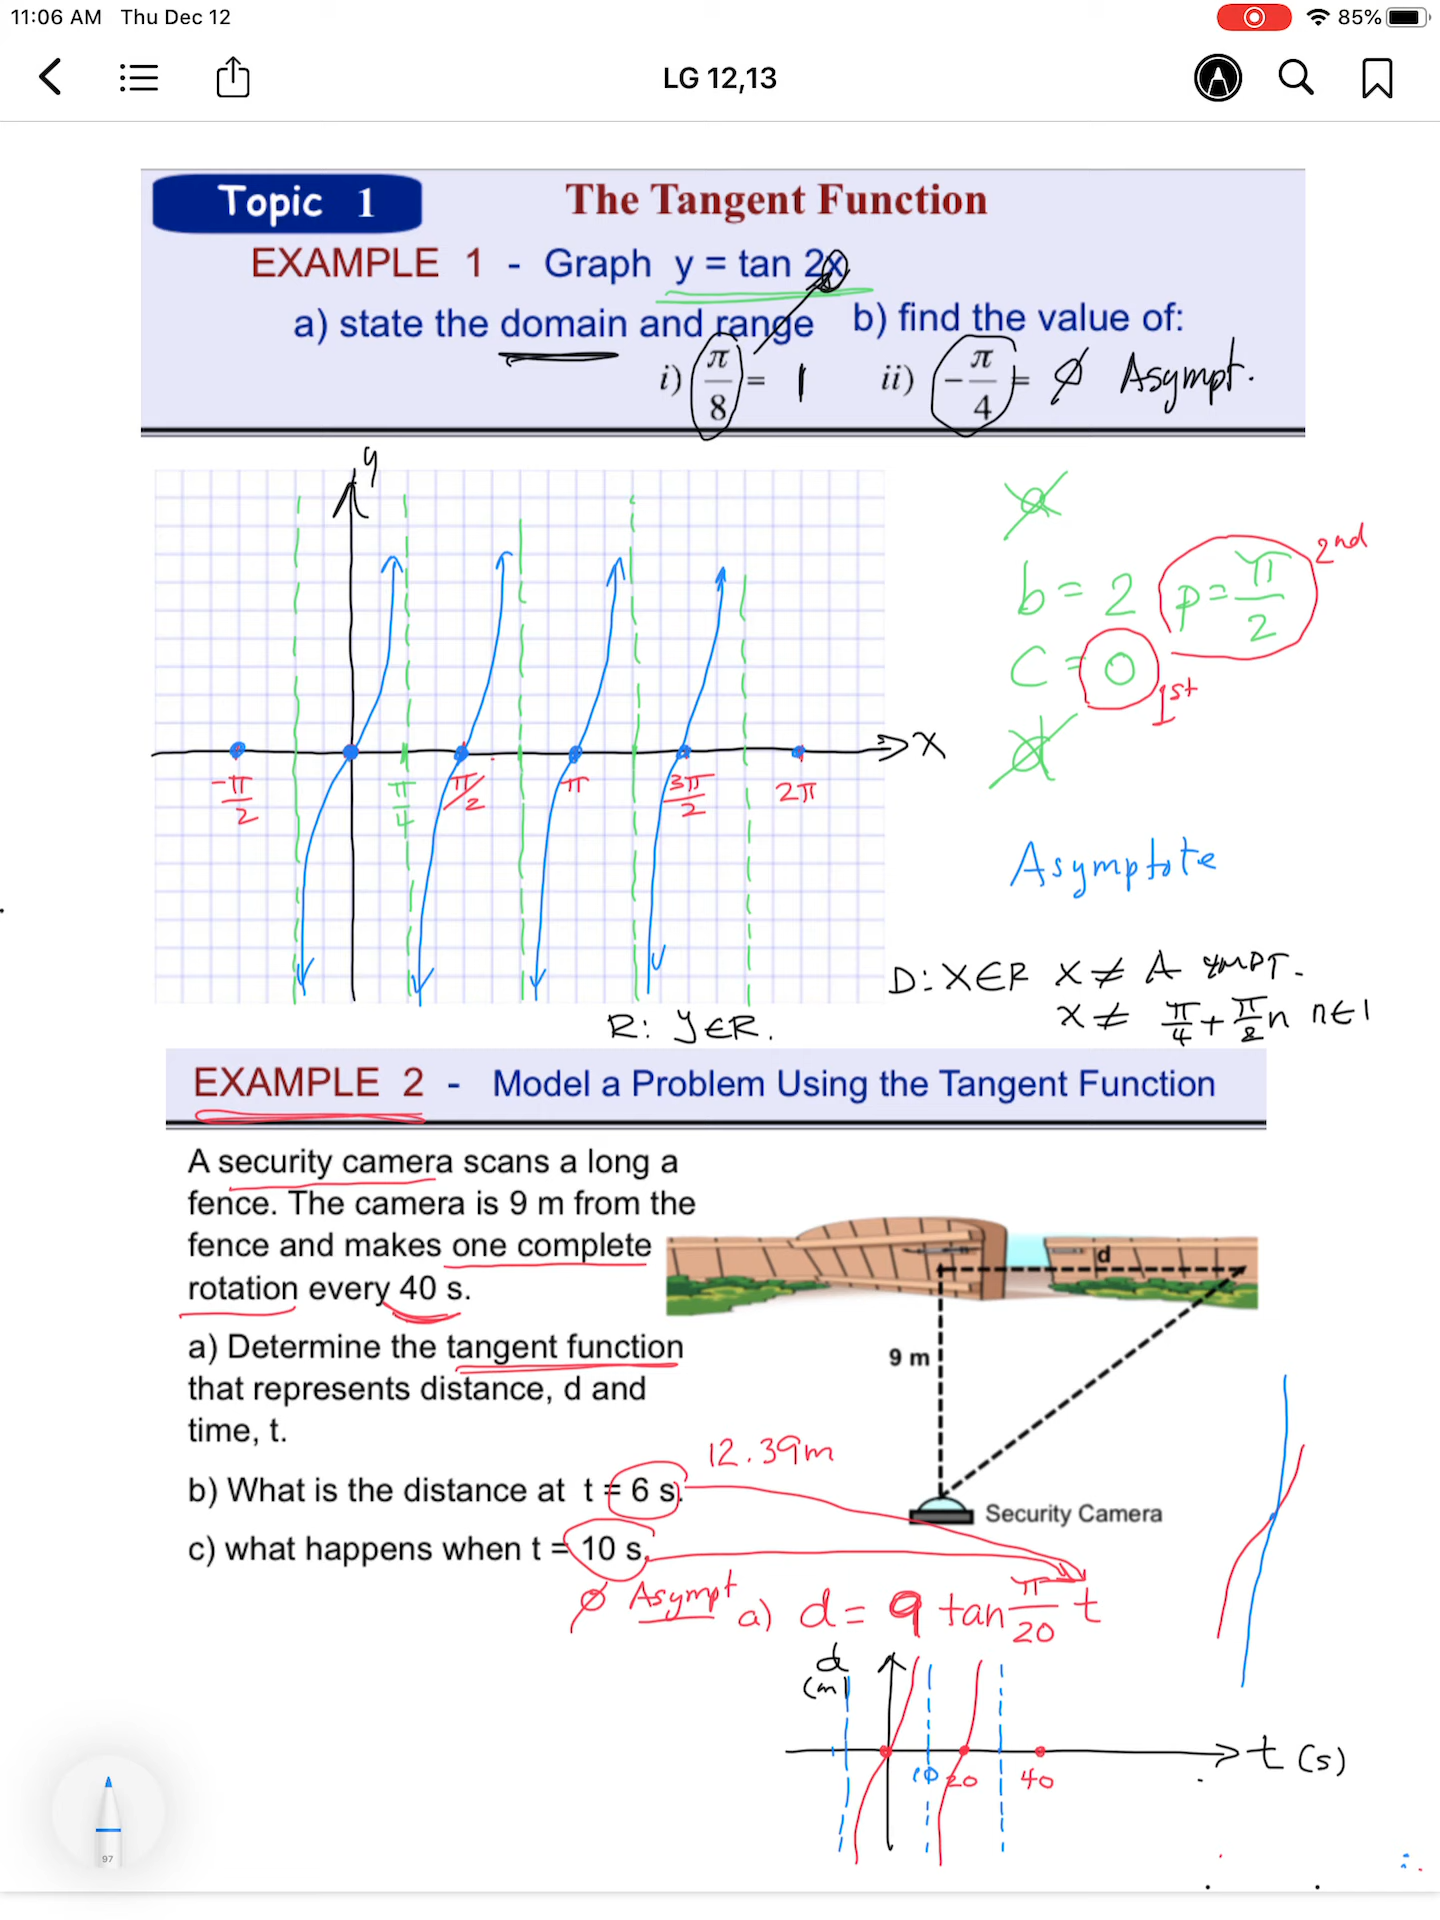 11:06 AM Thu Dec 12
85%
LG 12,13
Topic 1 The Tangent Function
EXAMPLE 1 - Graph y = tan 2x
a) state the domain and range b) find the value of:
i) π/8 = 1 ii) -π/4 = ∅ Asympt.
y
a
b = 2 p = π/2 2nd
c = 0 1st
x
d
-π/2 π/4 π/2 π 3π/2 2π
Asymptote
D: X∈R X ≠ A YMPT.
x ≠ π/4 + π/2 n n∈I
R: y∈R.
EXAMPLE 2 - Model a Problem Using the Tangent Function
A security camera scans a long a
fence. The camera is 9 m from the
fence and makes one complete
rotation every 40 s.
d
9 m
Security Camera
a) Determine the tangent function
that represents distance, d and
time, t.
12.39m
b) What is the distance at t = 6 s.
c) what happens when t = 10 s.
∅ Asympt
a) d = 9 tan π/20 t
d
(m)
10 20 40
t (s)
97